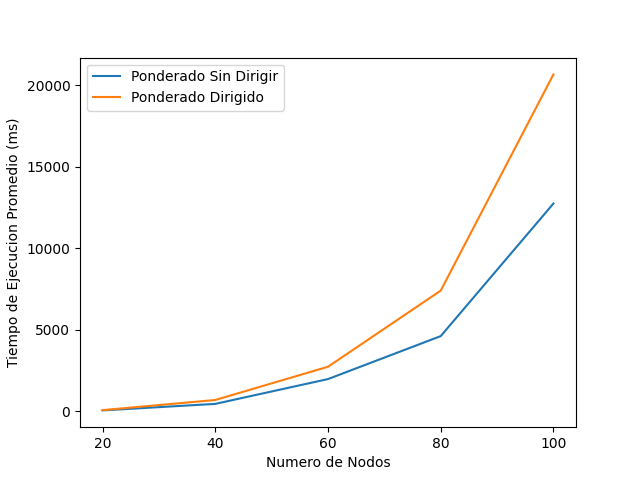 Ponderado Sin Dirigir
Ponderado Dirigido
Tiempo de Ejecucion Promedio (ms)
20000
15000
10000
5000
0
20 40 60 80 100
Numero de Nodos